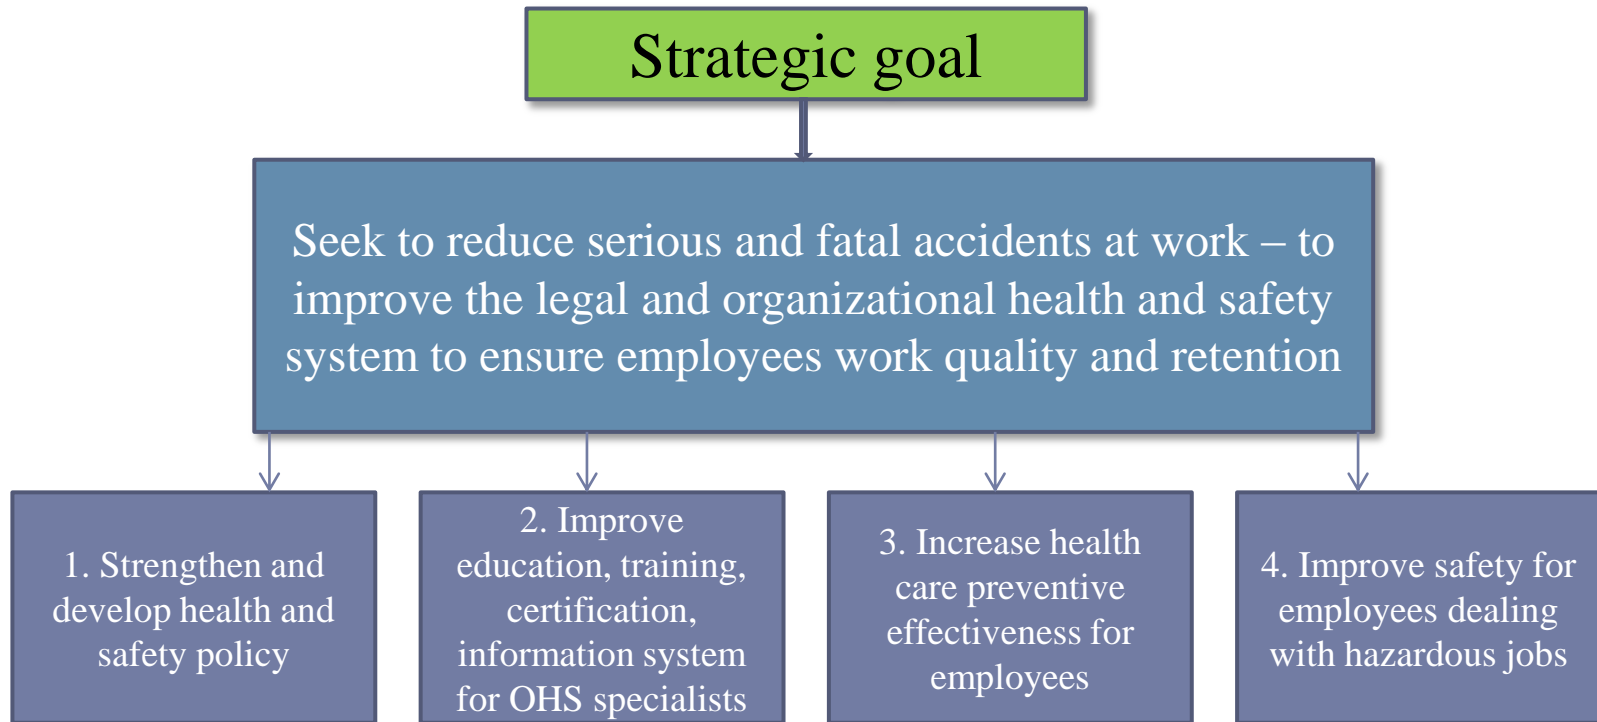 Strategic goal
Seek to reduce serious and fatal accidents at work – to
improve the legal and organizational health and safety
system to ensure employees work quality and retention
1. Strengthen and
develop health and
safety policy
2. Improve
education, training,
certification,
information system
for OHS specialists
3. Increase health
care preventive
effectiveness for
employees
4. Improve safety for
employees dealing
with hazardous jobs